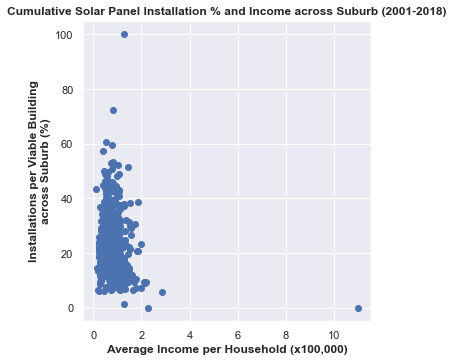 Cumulative Solar Panel Installation % and Income across Suburb (2001-2018)
Installations per Viable Building
across Suburb (%)
100
80
60
40
20
0
0 2 4 6 8 10
Average Income per Household (x100,000)